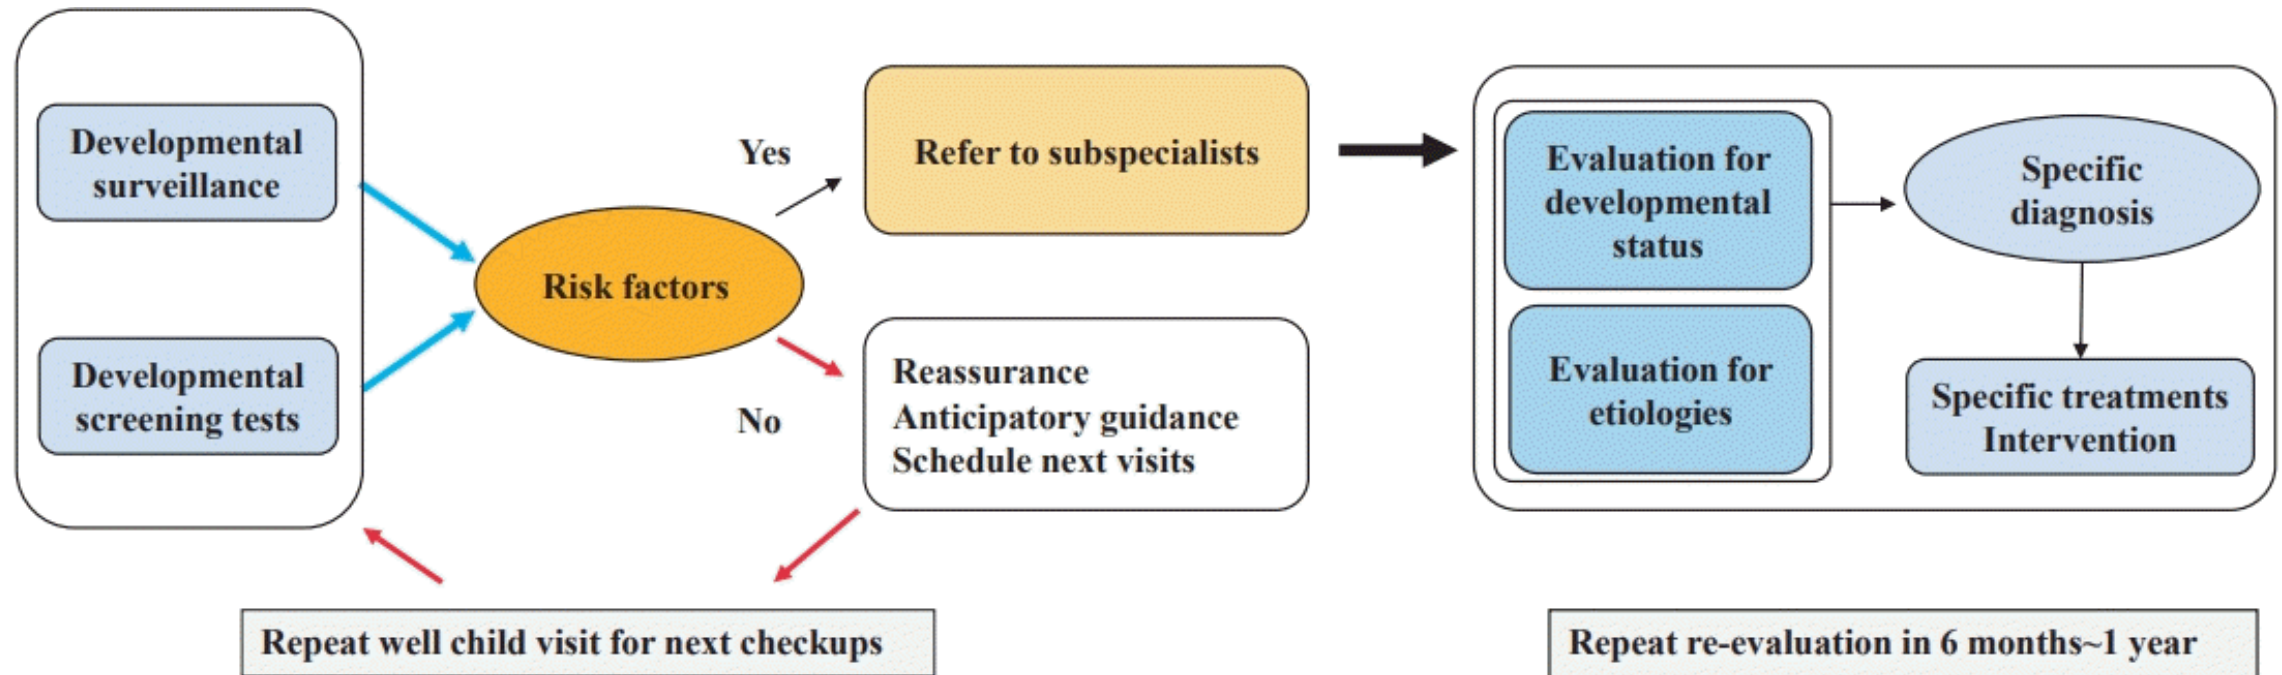 Developmental
surveillance
Developmental
screening tests
Risk factors
Yes
No
Refer to subspecialists
Reassurance
Anticipatory guidance
Schedule next visits
Repeat well child visit for next checkups
Evaluation for
developmental
status
Evaluation for
etiologies
Specific
diagnosis
Specific treatments
Intervention
Repeat re-evaluation in 6 months~1 year